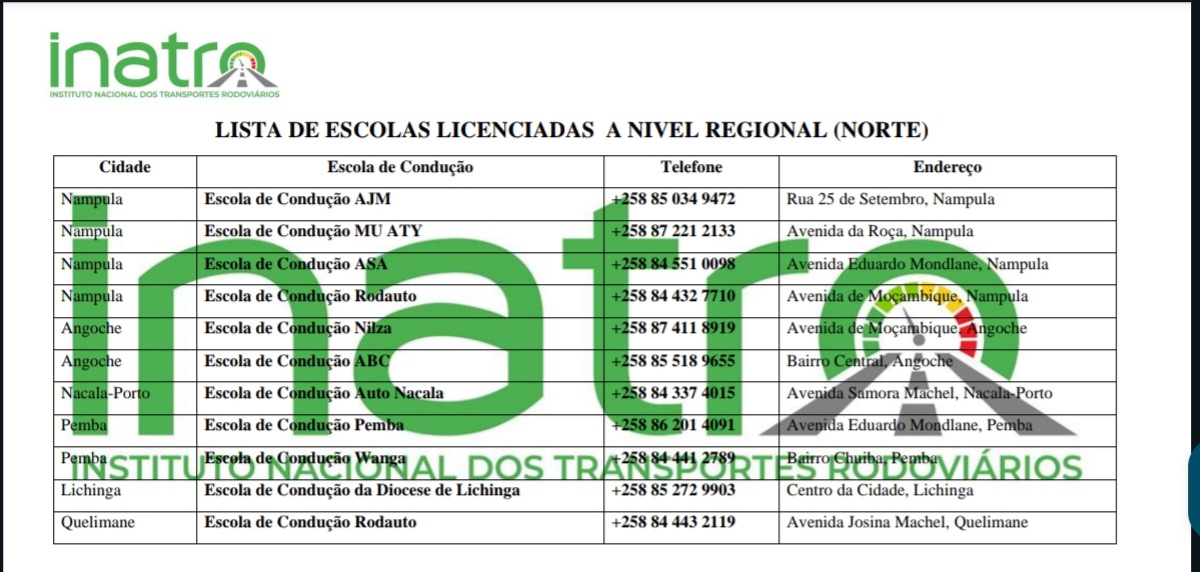 inatro
INSTITUTO NACIONAL DOS TRANSPORTES RODOVIÁRIOS
LISTA DE ESCOLAS LICENCIADAS A NIVEL REGIONAL (NORTE)
Cidade Escola de Condução Telefone Endereço
Nampula Escola de Condução AJM +258 85 034 9472 Rua 25 de Setembro, Nampula
Nampula Escola de Condução MU ATY +258 87 221 2133 Avenida da Roça, Nampula
Nampula Escola de Condução ASA +258 84 551 0098 Avenida Eduardo Mondlane, Nampula
Nampula Escola de Condução Rodauto +258 84 432 7710 Avenida de Moçambique, Nampula
Angoche Escola de Condução Nilza +258 87 411 8919 Avenida de Moçambique, Angoche
Angoche Escola de Condução ABC +258 85 518 9655 Bairro Central, Angoche
Nacala-Porto Escola de Condução Auto Nacala +258 84 337 4015 Avenida Samora Machel, Nacala-Porto
Pemba Escola de Condução Pemba +258 86 201 4091 Avenida Eduardo Mondlane, Pemba
Pemba Escola de Condução Wanga +258 84 441 2789 Bairro Chuiba, Pemba
Lichinga Escola de Condução da Diocese de Lichinga +258 85 272 9903 Centro da Cidade, Lichinga
Quelimane Escola de Condução Rodauto +258 84 443 2119 Avenida Josina Machel, Quelimane
inatro
INSTITUTO NACIONAL DOS TRANSPORTES RODOVIÁRIOS